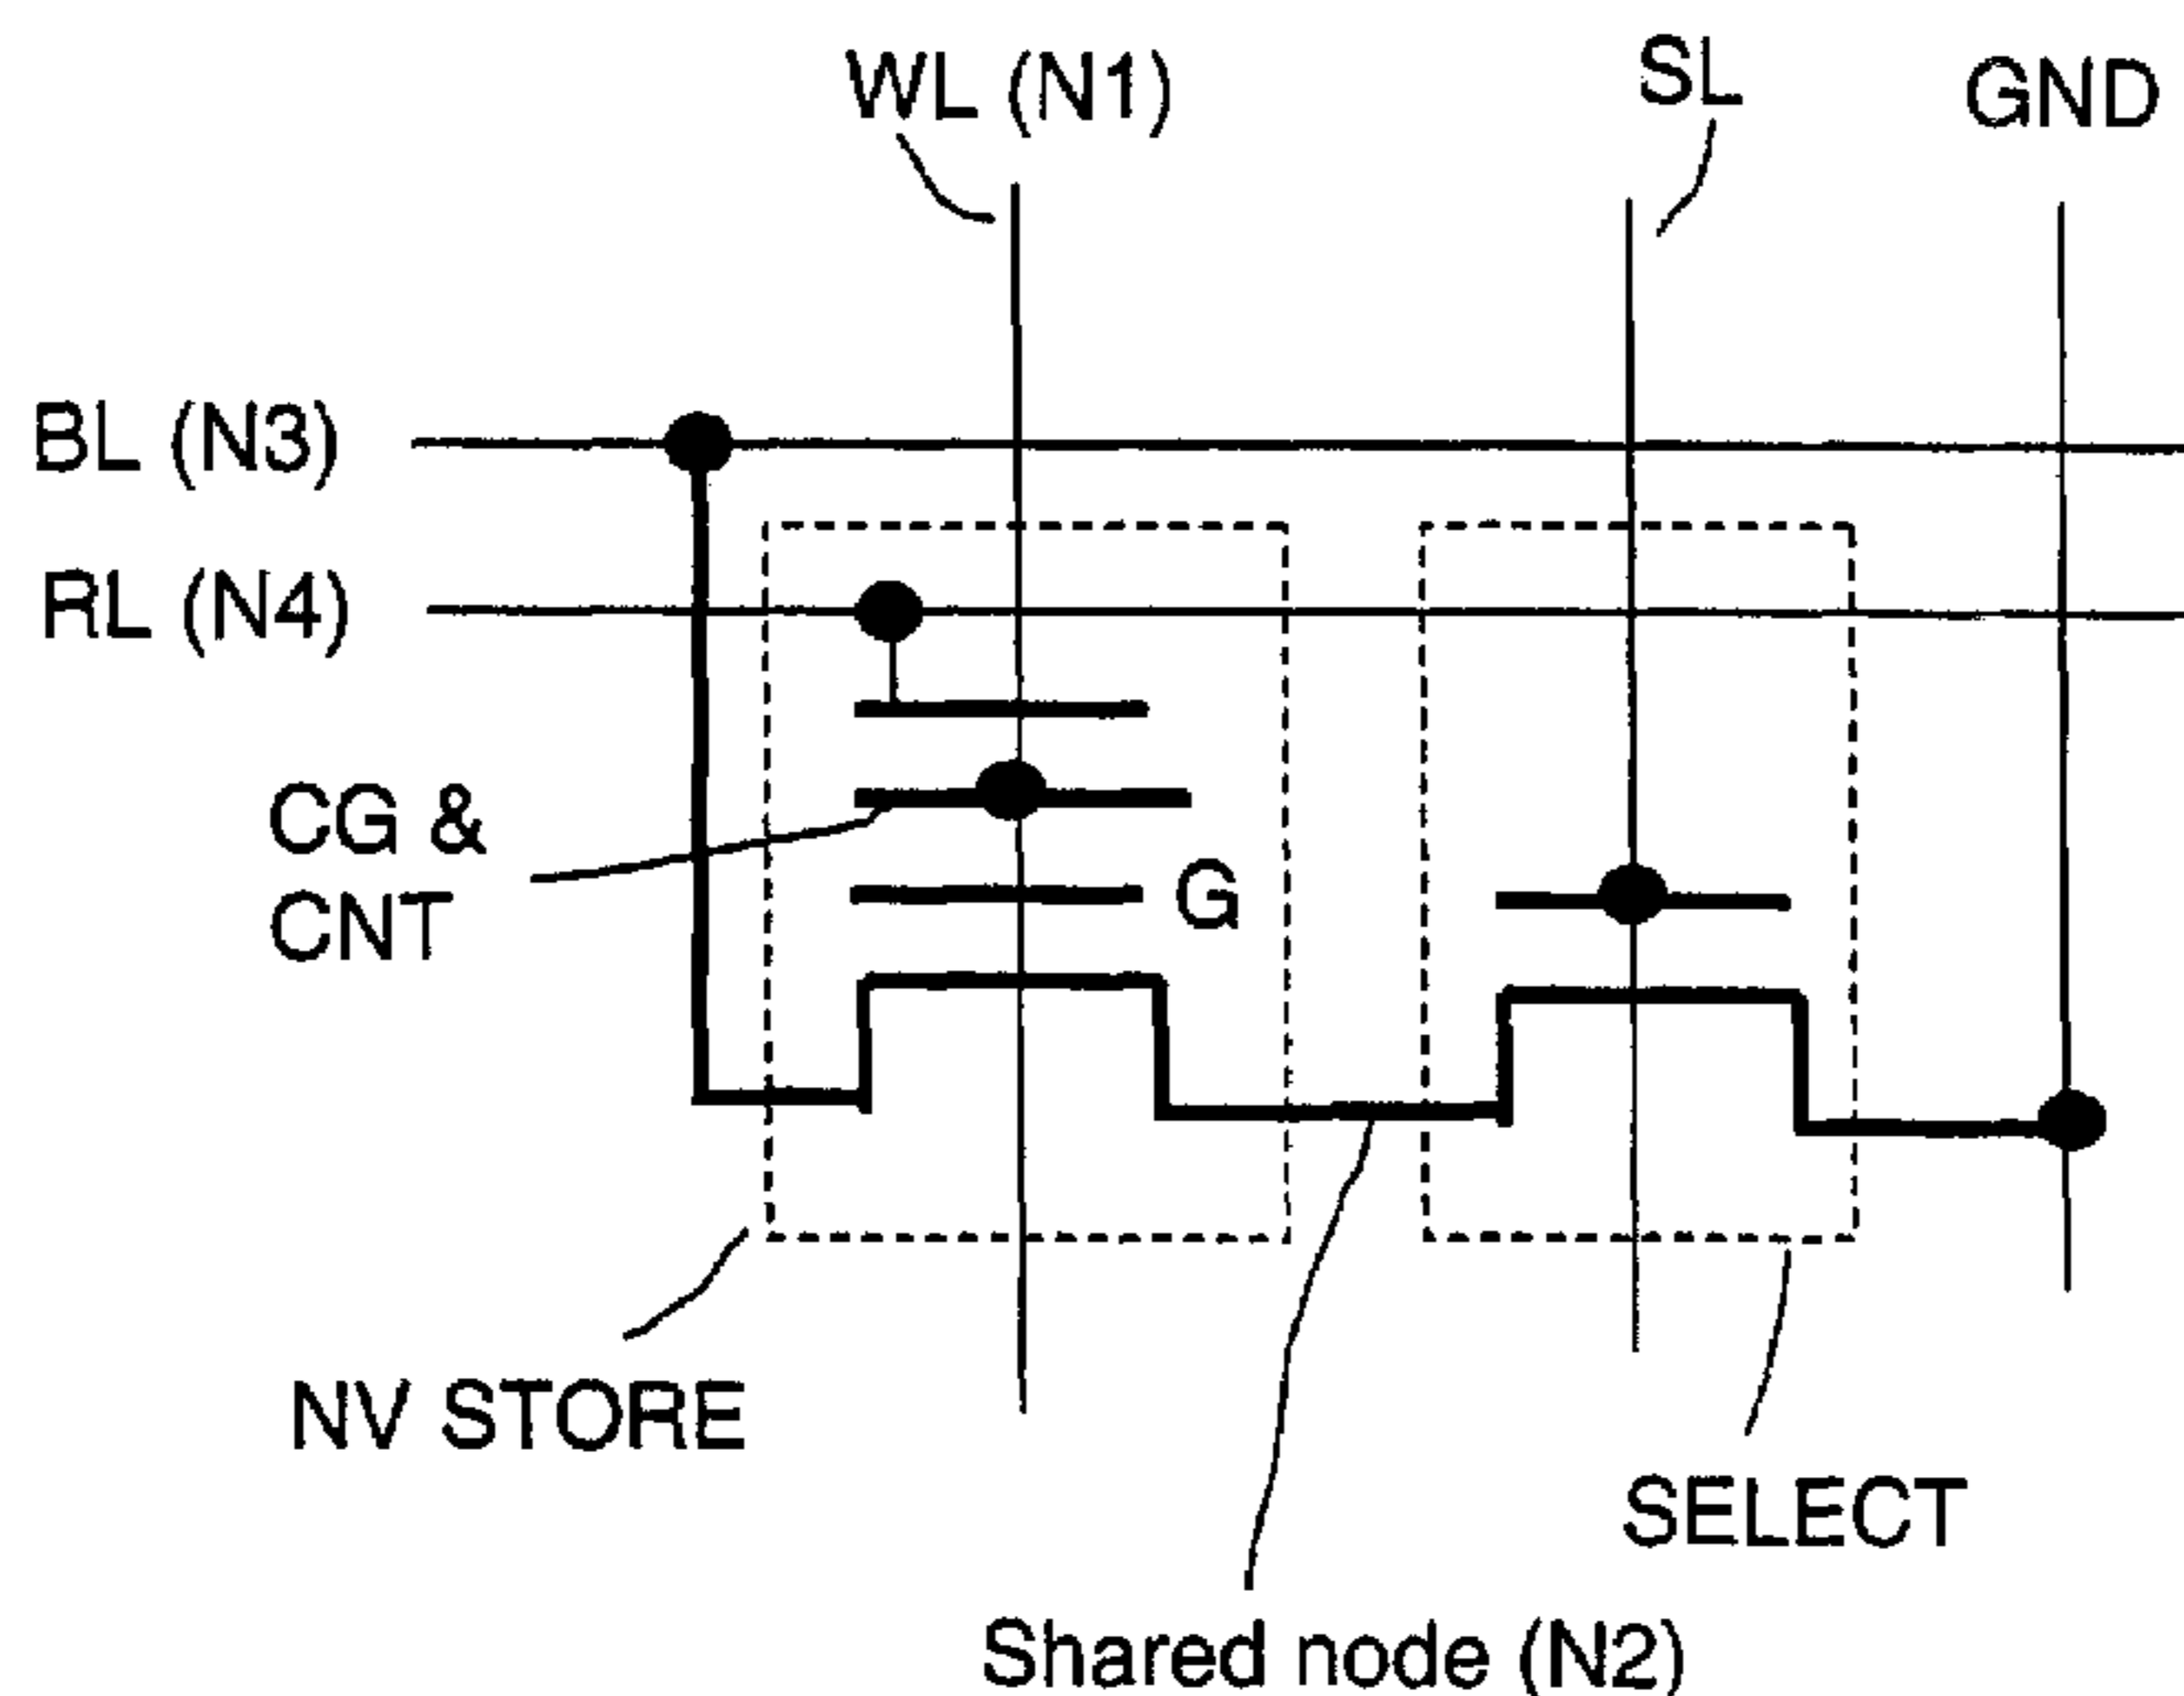 WL (N1)
SL
GND
BL (N3)
RL (N4)
CG &
CNT
G
NV STORE
SELECT
Shared node (N2)